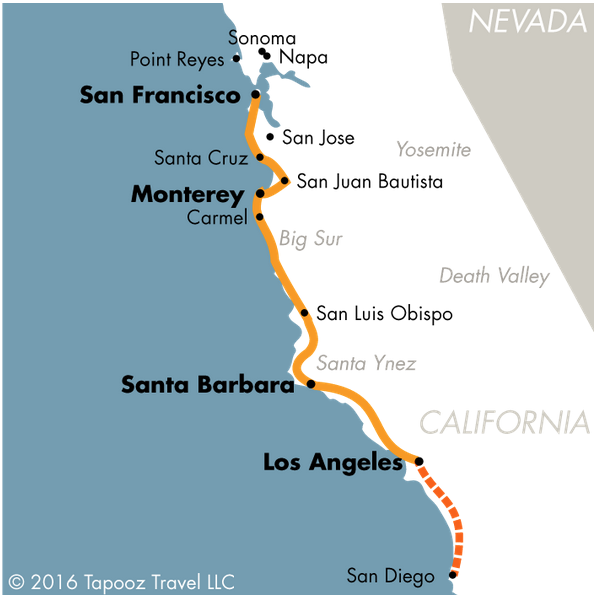 NEVADA
Sonoma
Point Reyes
Napa
San Francisco
San Jose
Yosemite
Santa Cruz
San Juan Bautista
Monterey
Carmel
Big Sur
Death Valley
San Luis Obispo
Santa Ynez
Santa Barbara
CALIFORNIA
Los Angeles
San Diego
© 2016 Tapooz Travel LLC